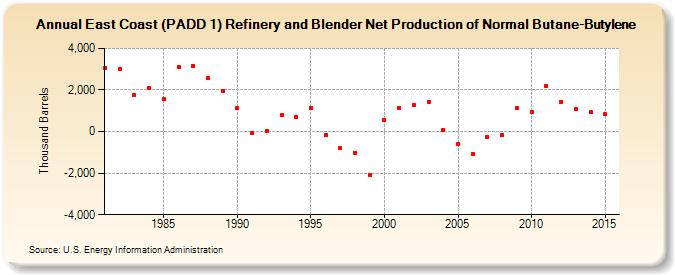 Annual East Coast (PADD 1) Refinery and Blender Net Production of Normal Butane-Butylene
Thousand Barrels
4,000
2,000
0
-2,000
-4,000
1985 1990 1995 2000 2005 2010 2015
Source: U.S. Energy Information Administration